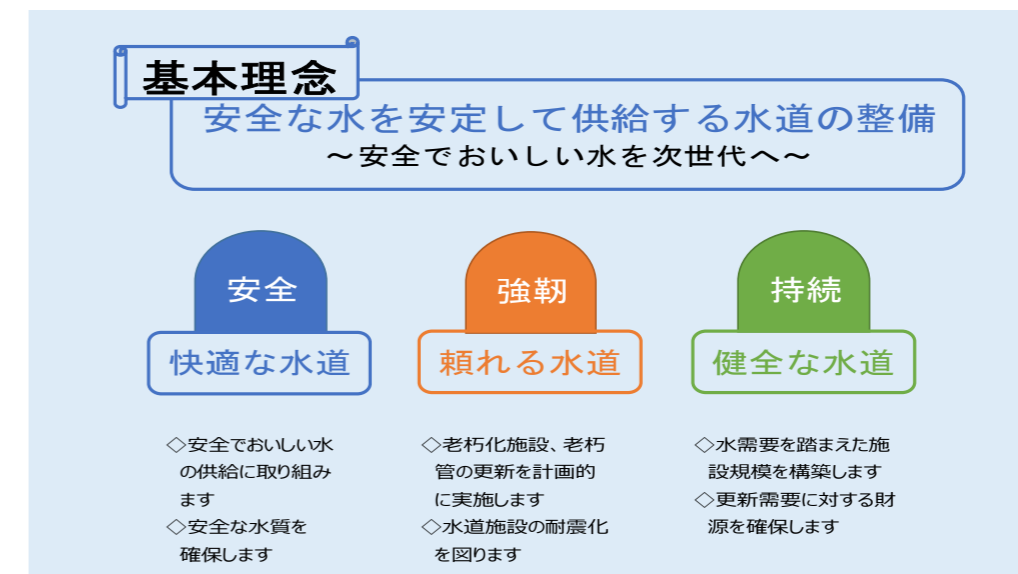 基本理念
安全な水を安定して供給する水道の整備
～安全でおいしい水を次世代へ～
安全
快適な水道
◇安全でおいしい水
の供給に取り組み
ます
◇安全な水質を
確保します
強靭
頼れる水道
◇老朽化施設、老朽
管の更新を計画的
に実施します
◇水道施設の耐震化
を図ります
持続
健全な水道
◇水需要を踏まえた施
設規模を構築します
◇更新需要に対する財
源を確保します